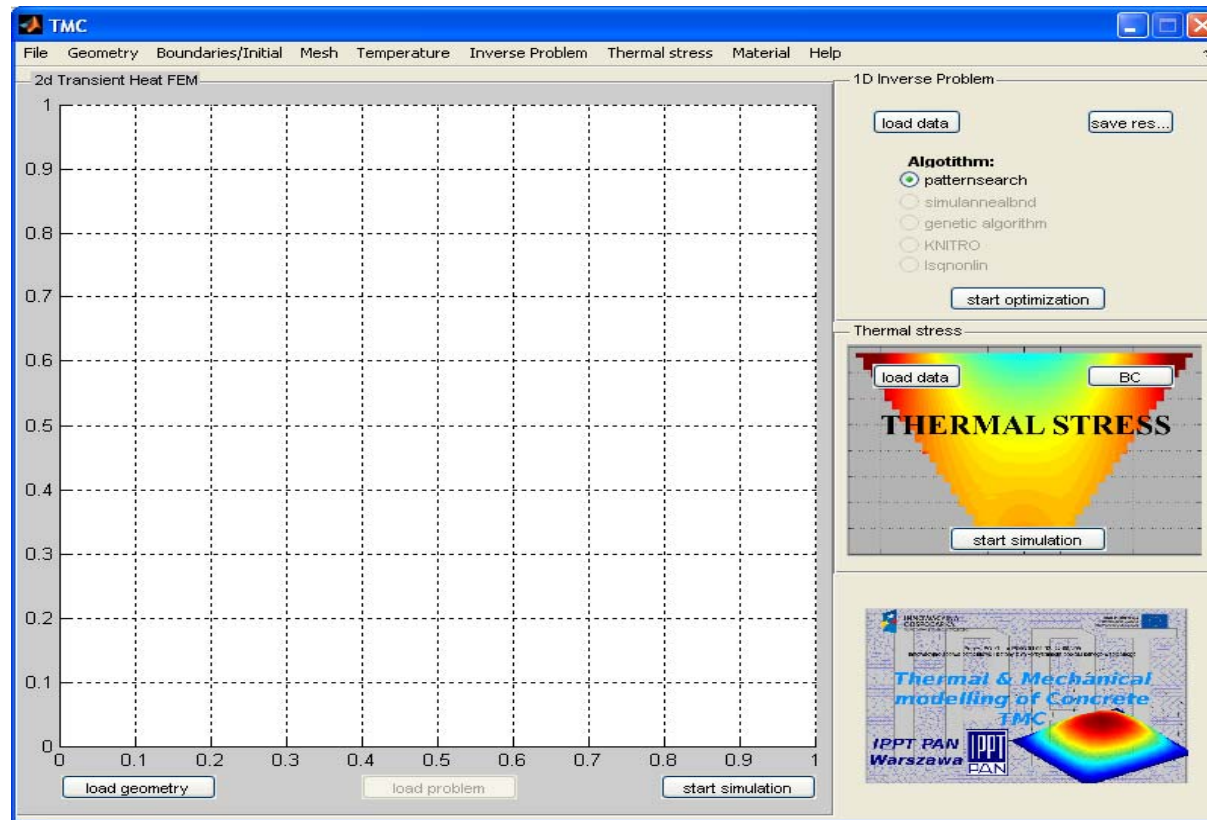 TMC
File Geometry Boundaries/Initial Mesh Temperature Inverse Problem Thermal stress Material Help
2d Transient Heat FEM
1
0.9
0.8
0.7
0.6
0.5
0.4
0.3
0.2
0.1
0
0 0.1 0.2 0.3 0.4 0.5 0.6 0.7 0.8 0.9 1
load geometry load problem start simulation
1D Inverse Problem
load data save res...
Algotithm:
patternsearch
simulannealbnd
genetic algorithm
KNITRO
lsqnonlin
start optimization
Thermal stress
load data BC
THERMAL STRESS
start simulation
Thermal & Mechanical
modelling of Concrete
TMC
IPPT PAN
Warszawa
IPPT
PAN